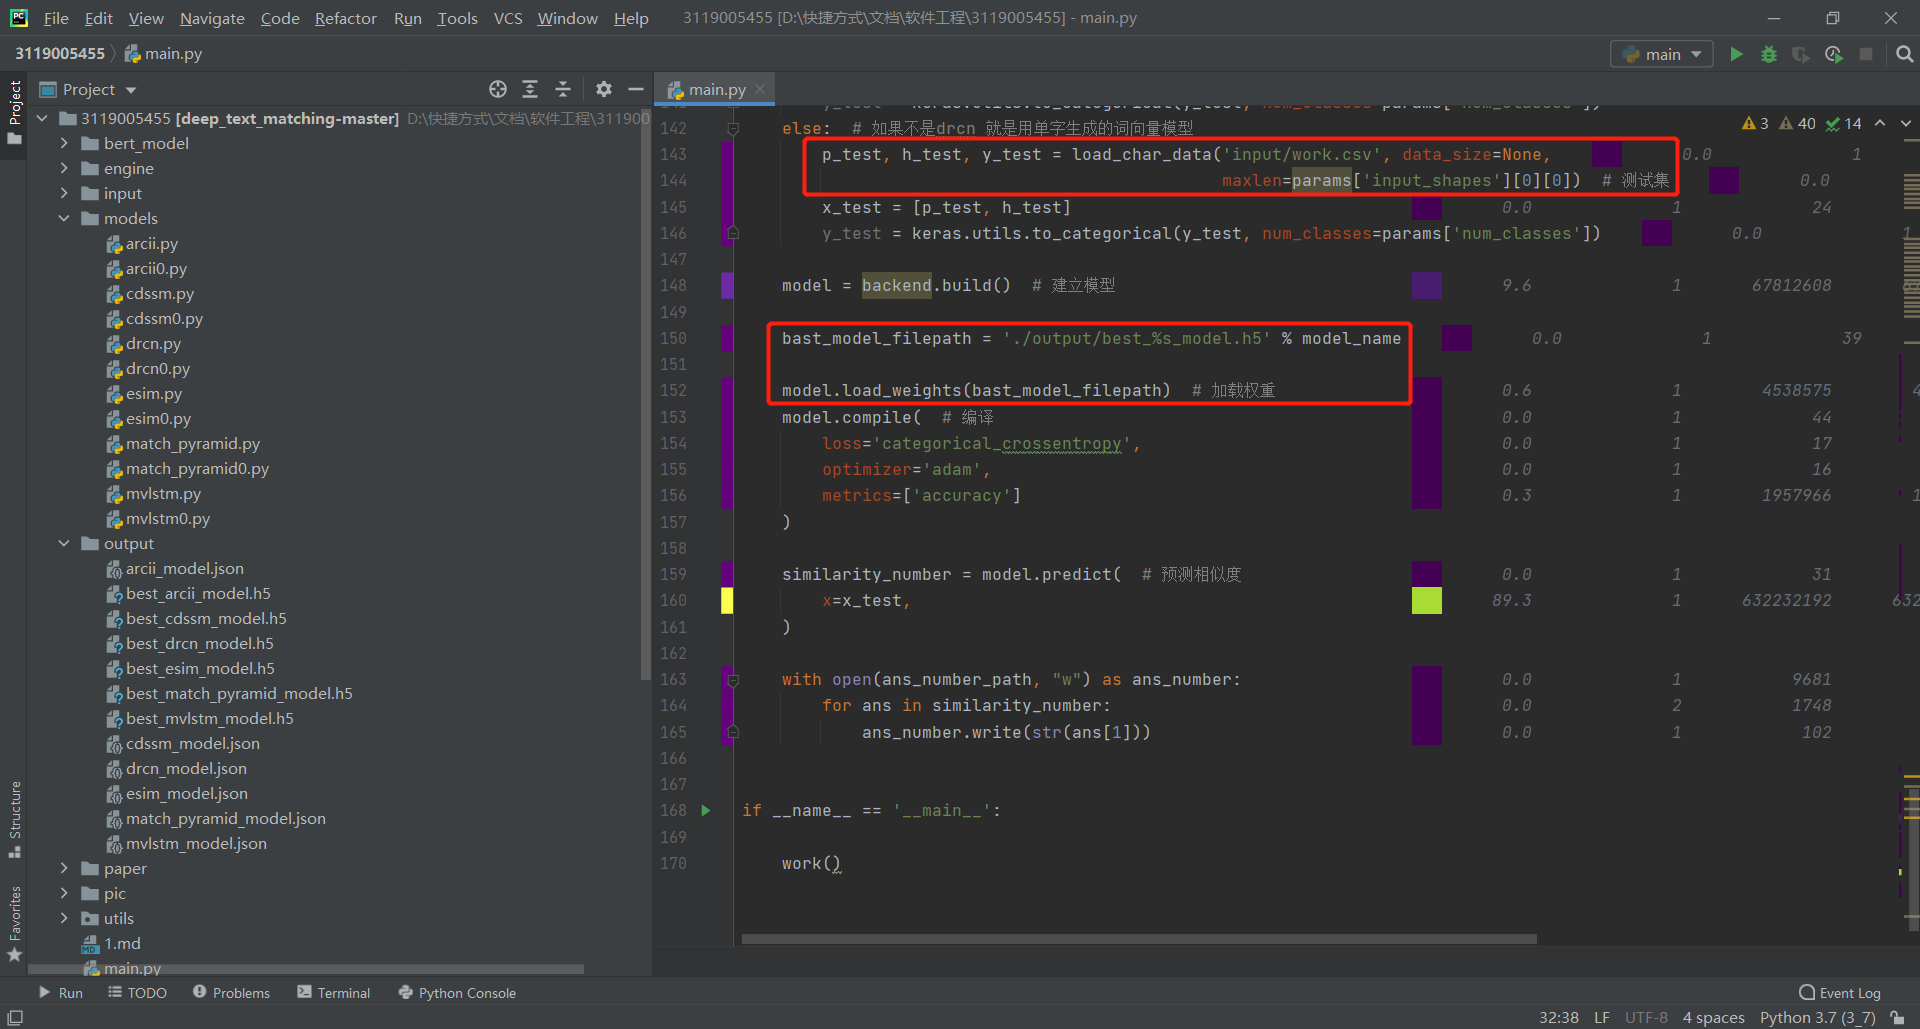 File Edit View Navigate Code Refactor Run Tools VCS Window Help 3119005455 [D:\快捷方式\文档\软件工程\3119005455] - main.py
3119005455 main.py main
Project
Project
main.py
3119005455 [deep_text_matching-master] D:\快捷方式\文档\软件工程\311900
bert_model
engine
input
models
arcii.py
arcii0.py
cdssm.py
cdssm0.py
drcn.py
drcn0.py
esim.py
esim0.py
match_pyramid.py
match_pyramid0.py
mvlstm.py
mvlstm0.py
output
arcii_model.json
best_arcii_model.h5
best_cdssm_model.h5
best_drcn_model.h5
best_esim_model.h5
best_match_pyramid_model.h5
best_mvlstm_model.h5
cdssm_model.json
drcn_model.json
esim_model.json
match_pyramid_model.json
mvlstm_model.json
paper
pic
utils
1.md
main.py
Structure
Favorites
3 40 14
142 else: # 如果不是drcn 就是用单字生成的词向量模型
143 p_test, h_test, y_test = load_char_data('input/work.csv', data_size=None, 0.0 1
144 maxlen=params['input_shapes'][0][0]) # 测试集 0.0
145 x_test = [p_test, h_test] 0.0 1 24
146 y_test = keras.utils.to_categorical(y_test, num_classes=params['num_classes']) 0.0 1
147
148 model = backend.build() # 建立模型 9.6 1 67812608
149
150 bast_model_filepath = './output/best_%s_model.h5' % model_name 0.0 1 39
151
152 model.load_weights(bast_model_filepath) # 加载权重 0.6 1 4538575 4
153 model.compile( # 编译 0.0 1 44
154 loss='categorical_crossentropy', 0.0 1 17
155 optimizer='adam', 0.0 1 16
156 metrics=['accuracy'] 0.3 1 1957966 1
157 )
158
159 similarity_number = model.predict( # 预测相似度 0.0 1 31
160 x=x_test, 89.3 1 632232192 632
161 )
162
163 with open(ans_number_path, "w") as ans_number: 0.0 1 9681
164 for ans in similarity_number: 0.0 2 1748
165 ans_number.write(str(ans[1])) 0.0 1 102
166
167
168 if __name__ == '__main__':
169
170 work()
Run TODO Problems Terminal Python Console Event Log
32:38 LF UTF-8 4 spaces Python 3.7 (3_7)